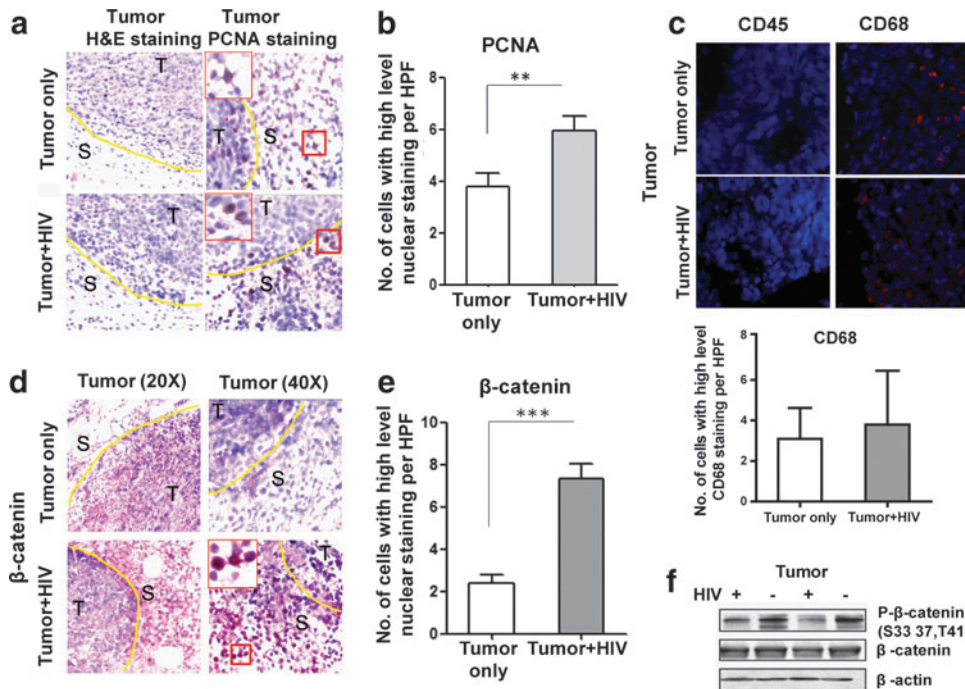 a
Tumor
H&E staining
Tumor
PCNA staining
Tumor only
T
S
T
S
Tumor+HIV
T
S
T
S
b
PCNA
No. of cells with high level
nuclear staining per HPF
8
6
4
2
0
**
Tumor
only
Tumor+HIV
c
CD45
CD68
Tumor
Tumor only
Tumor+HIV
CD68
No. of cells with high level
CD68 staining per HPF
8
6
4
2
0
Tumor only
Tumor+HIV
d
Tumor (20X)
Tumor (40X)
β-catenin
Tumor only
S
T
T
S
Tumor+HIV
T
S
T
S
e
β-catenin
No. of cells with high level
nuclear staining per HPF
10
8
6
4
2
0
***
Tumor
only
Tumor+HIV
f
Tumor
HIV + - + -
P-β-catenin
(S33 37,T41
β -catenin
β -actin